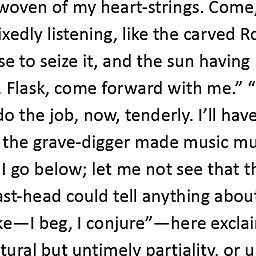 woven of my heart-strings. Come,
ixedly listening, like the carved Ro
se to seize it, and the sun having
Flask, come forward with me.” “
do the job, now, tenderly. I’ll have
the grave-digger made music mu
I go below; let me not see that th
ast-head could tell anything about
ke—I beg, I conjure”—here exclai
tural but untimely partiality, or u